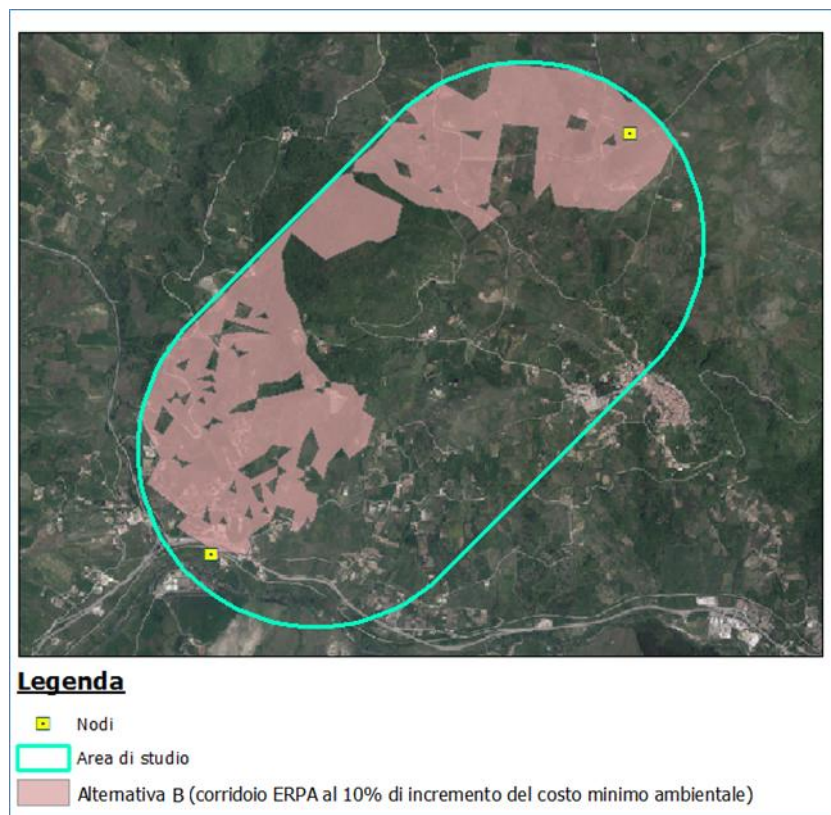 Legenda
Nodi
Area di studio
Alternativa B (corridoio ERPA al 10% di incremento del costo minimo ambientale)